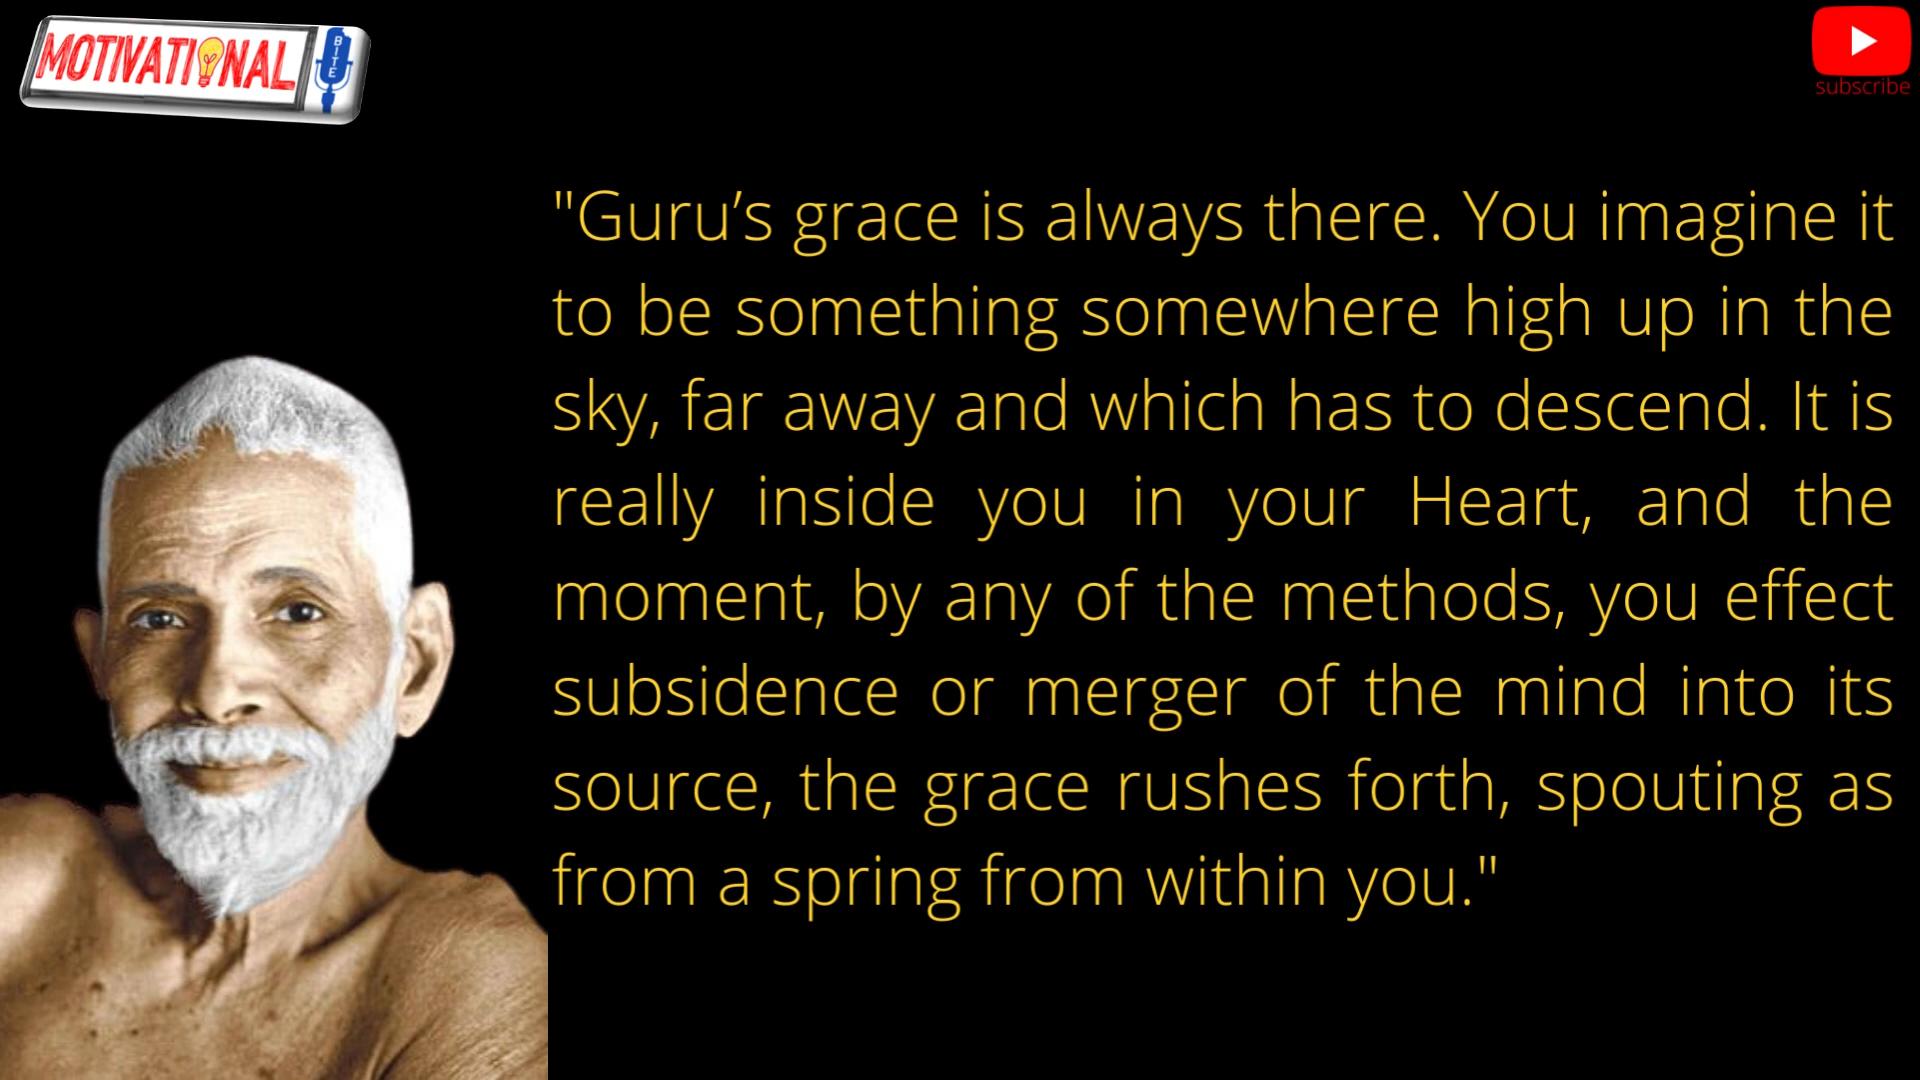 MOTIVATIONAL
BITE
subscribe
"Guru’s grace is always there. You imagine it
to be something somewhere high up in the
sky, far away and which has to descend. It is
really inside you in your Heart, and the
moment, by any of the methods, you effect
subsidence or merger of the mind into its
source, the grace rushes forth, spouting as
from a spring from within you."